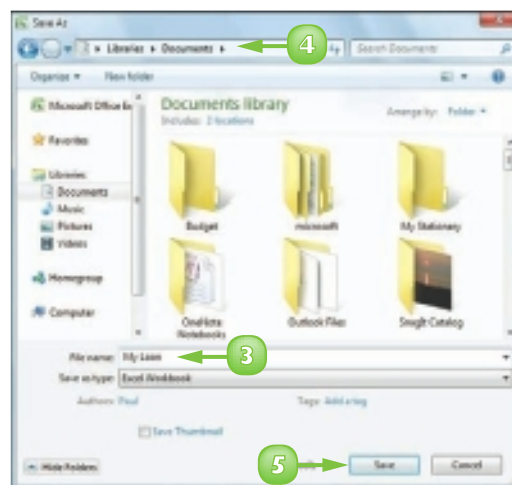 Save As
Libraries ▸ Documents ▸
4
Search Documents
Organize
New folder
Microsoft Office Ex
Favorites
Libraries
Documents
Music
Pictures
Videos
Homegroup
Computer
Documents library
Includes: 2 locations
Arrange by: Folder
Budget
microsoft
My Stationery
OneNote Notebooks
Outlook Files
SnagIt Catalog
File name: My Loan
3
Save as type: Excel Workbook
Authors: Paul
Tags: Add a tag
Save Thumbnail
Hide Folders
5
Save
Cancel